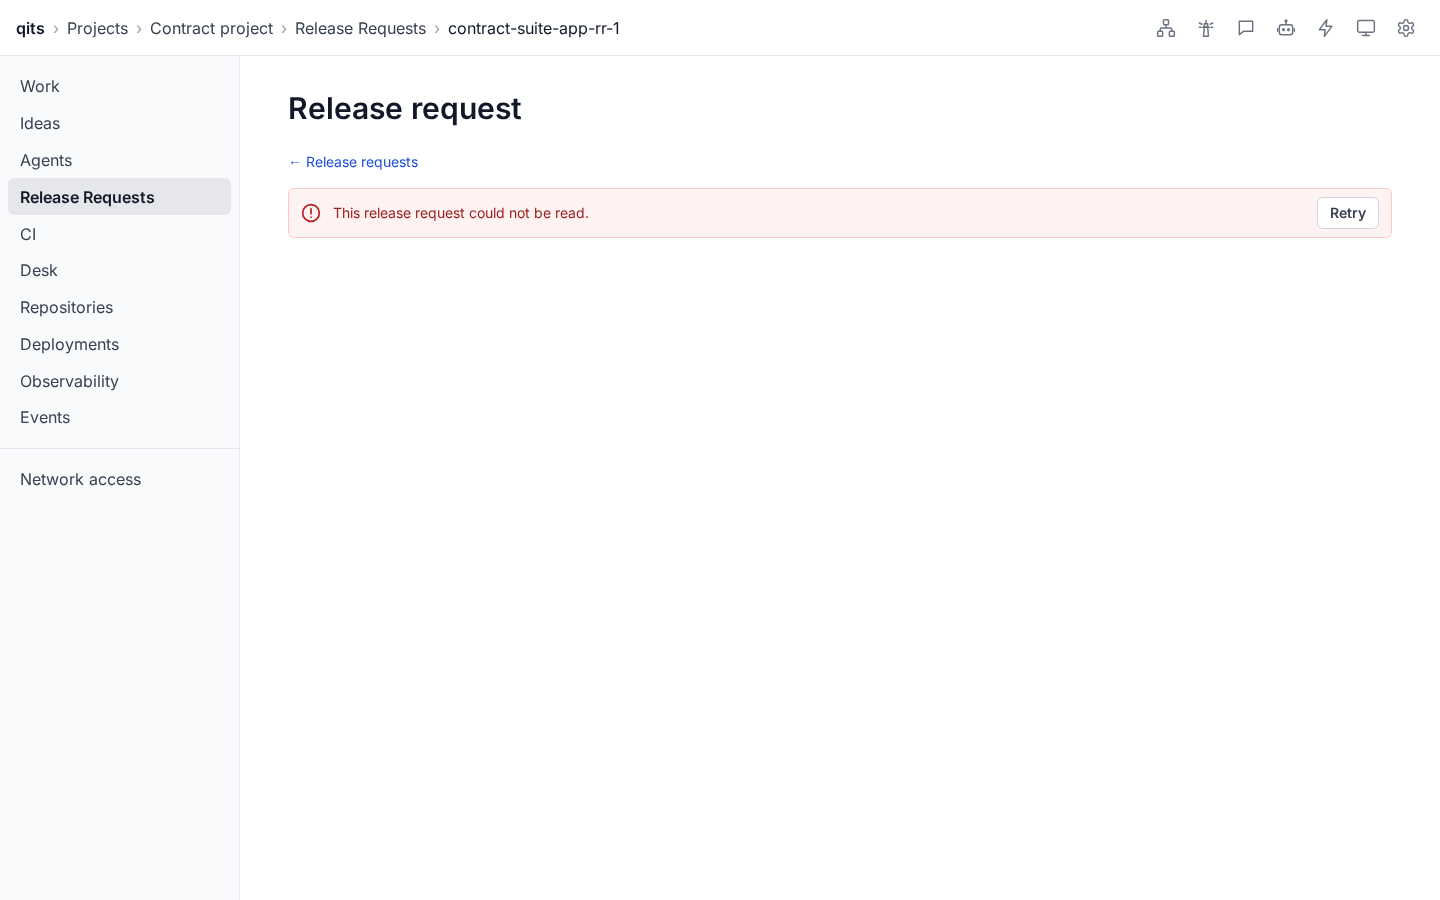 qits › Projects › Contract project › Release Requests › contract-suite-app-rr-1
Work
Ideas
Agents
Release Requests
CI
Desk
Repositories
Deployments
Observability
Events
Network access
Release request
← Release requests
This release request could not be read.
Retry